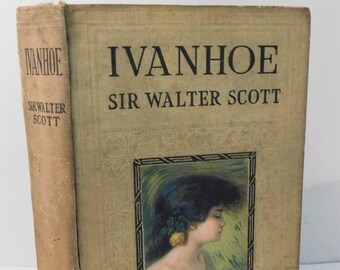 IVANHOE
SIR WALTER
SCOTT
IVANHOE
SIR WALTER SCOTT